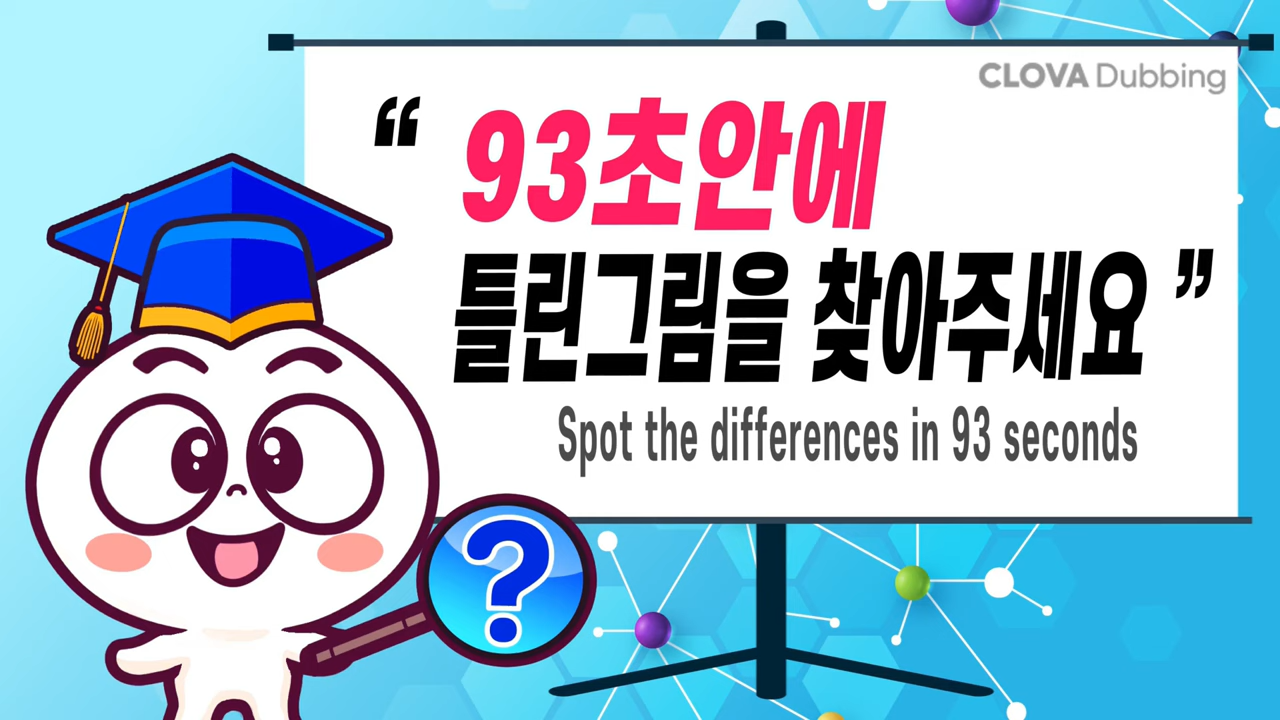 CLOVA Dubbing
“ 93초안에
틀린그림을 찾아주세요 ”
Spot the differences in 93 seconds
?